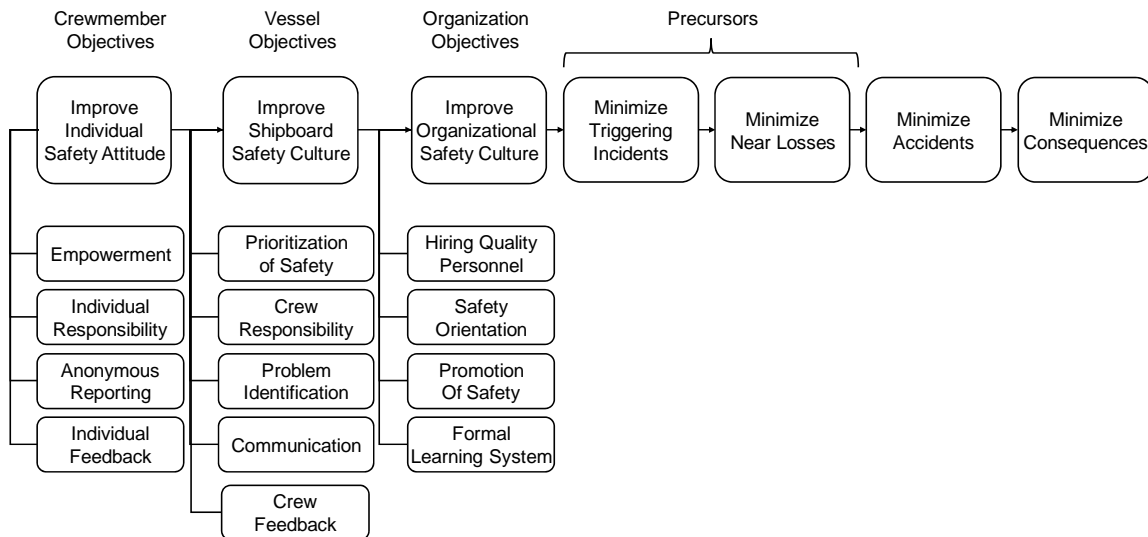 Crewmember
Objectives
Vessel
Objectives
Organization
Objectives
Precursors
Improve
Individual
Safety Attitude
Improve
Shipboard
Safety Culture
Improve
Organizational
Safety Culture
Minimize
Triggering
Incidents
Minimize
Near Losses
Minimize
Accidents
Minimize
Consequences
Empowerment
Individual
Responsibility
Anonymous
Reporting
Individual
Feedback
Prioritization
of Safety
Crew
Responsibility
Problem
Identification
Communication
Crew
Feedback
Hiring Quality
Personnel
Safety
Orientation
Promotion
Of Safety
Formal
Learning System